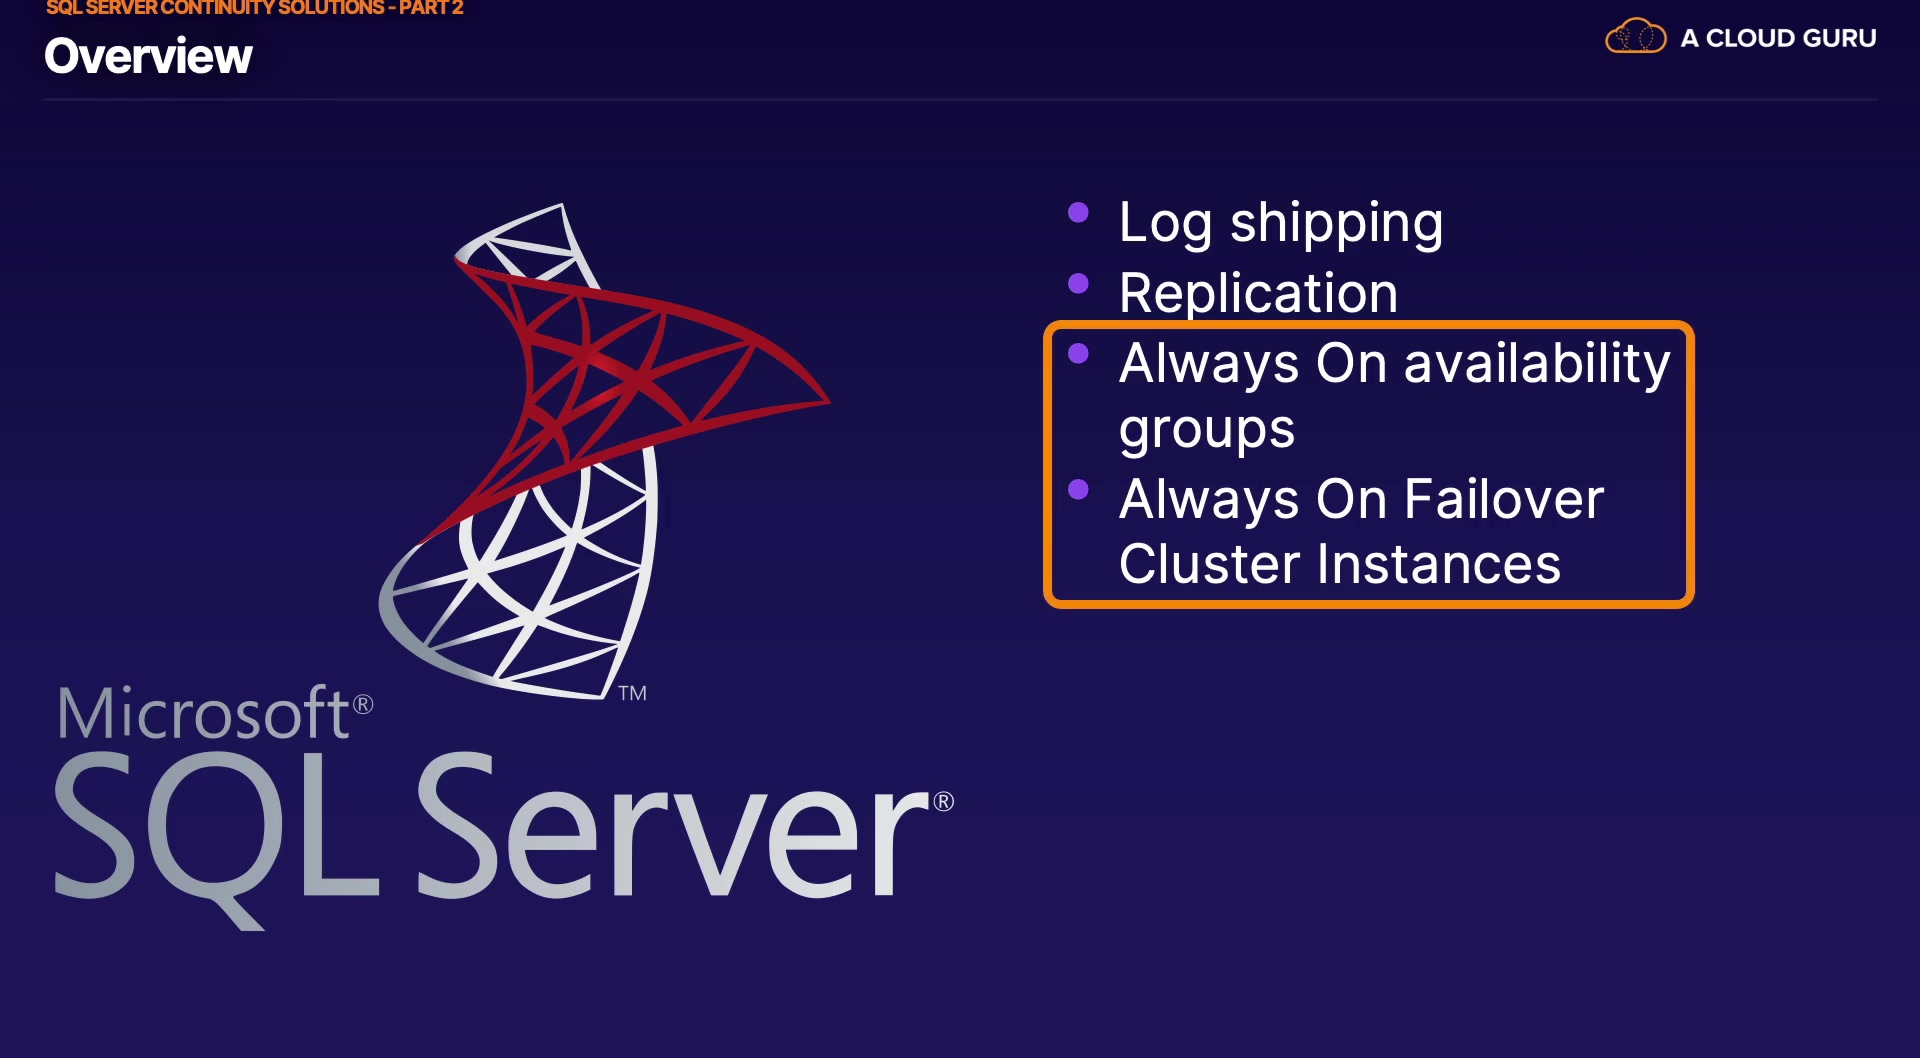 SQL SERVER CONTINUITY SOLUTIONS - PART 2
Overview
A CLOUD GURU
• Log shipping
• Replication
• Always On availability
groups
• Always On Failover
Cluster Instances
TM
Microsoft®
SQL Server®